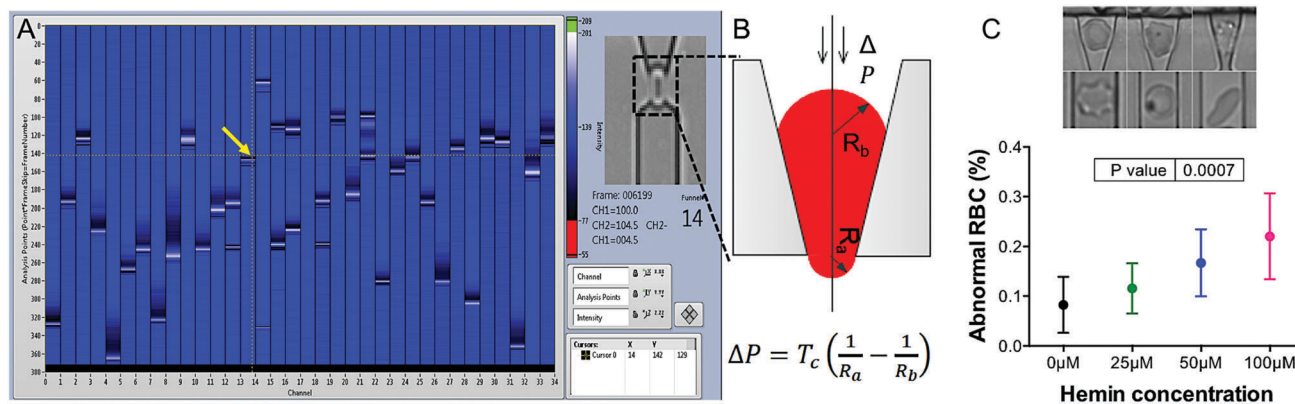 A
Analysis Points (Point*FrameSkip=FrameNumber)
0
20
40
60
80
100
120
140
160
180
200
220
240
260
280
300
320
340
360
380
0 1 2 3 4 5 6 7 8 9 10 11 12 13 14 15 16 17 18 19 20 21 22 23 24 25 26 27 28 29 30 31 32 33 34
Channel
-209
-201
-139
-77
-55
Intensity
Frame: 006199
CH1=100.0
CH2=104.5 CH2-
CH1=004.5
Funnel#
14
Channel
Analysis Points
Intensity
Cursors: X Y
Cursor 0 14 142 129
B
Δ
P
R_b
R_a
ΔP = T_c (1/R_a − 1/R_b)
C
P value 0.0007
Abnormal RBC (%)
0.4
0.3
0.2
0.1
0.0
0µM 25µM 50µM 100µM
Hemin concentration